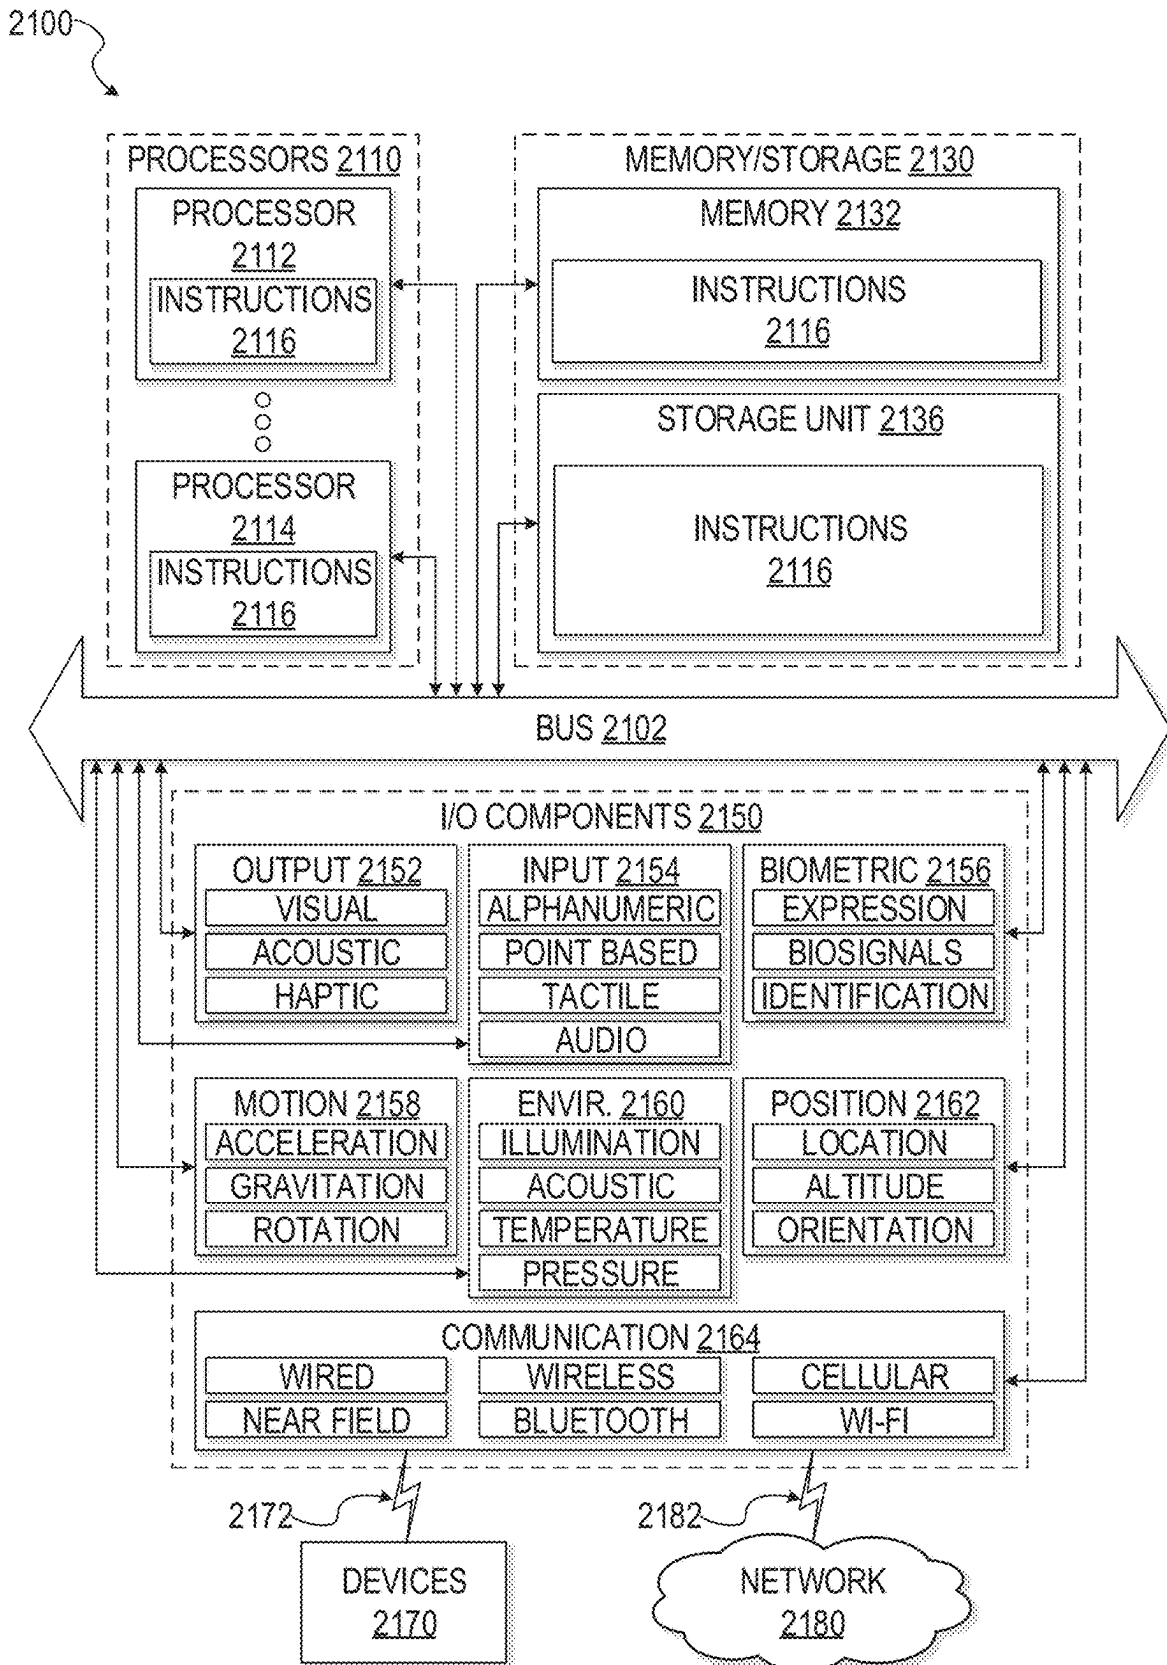 2100
PROCESSORS 2110
PROCESSOR
2112
INSTRUCTIONS
2116
PROCESSOR
2114
INSTRUCTIONS
2116
MEMORY/STORAGE 2130
MEMORY 2132
INSTRUCTIONS
2116
STORAGE UNIT 2136
INSTRUCTIONS
2116
BUS 2102
I/O COMPONENTS 2150
OUTPUT 2152
VISUAL
ACOUSTIC
HAPTIC
INPUT 2154
ALPHANUMERIC
POINT BASED
TACTILE
AUDIO
BIOMETRIC 2156
EXPRESSION
BIOSIGNALS
IDENTIFICATION
MOTION 2158
ACCELERATION
GRAVITATION
ROTATION
ENVIR. 2160
ILLUMINATION
ACOUSTIC
TEMPERATURE
PRESSURE
POSITION 2162
LOCATION
ALTITUDE
ORIENTATION
COMMUNICATION 2164
WIRED
WIRELESS
CELLULAR
NEAR FIELD
BLUETOOTH
WI-FI
2172
2182
DEVICES
2170
NETWORK
2180